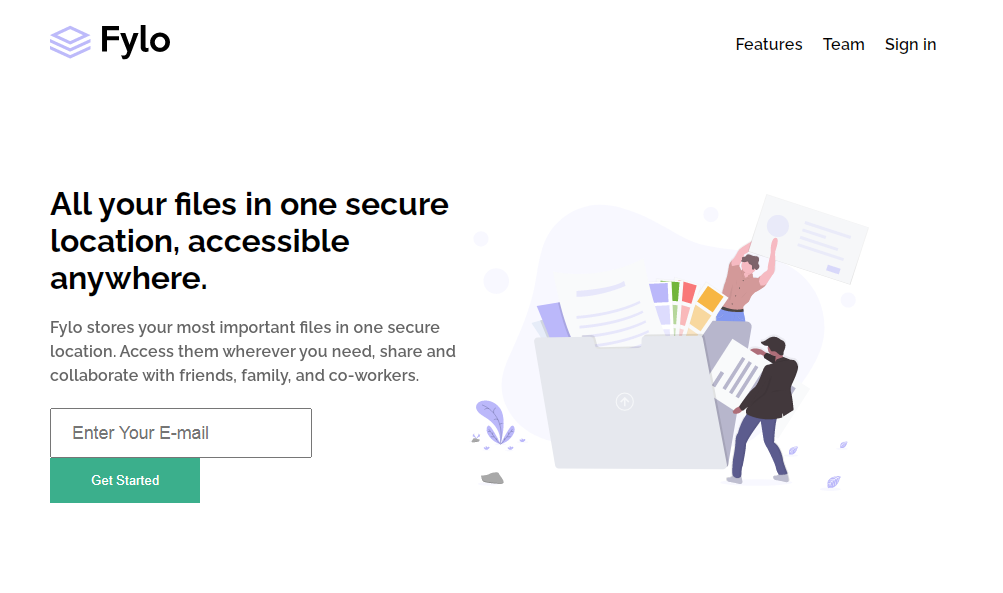 Fylo
Features Team Sign in
All your files in one secure
location, accessible
anywhere.
Fylo stores your most important files in one secure
location. Access them wherever you need, share and
collaborate with friends, family, and co-workers.
Enter Your E-mail
Get Started